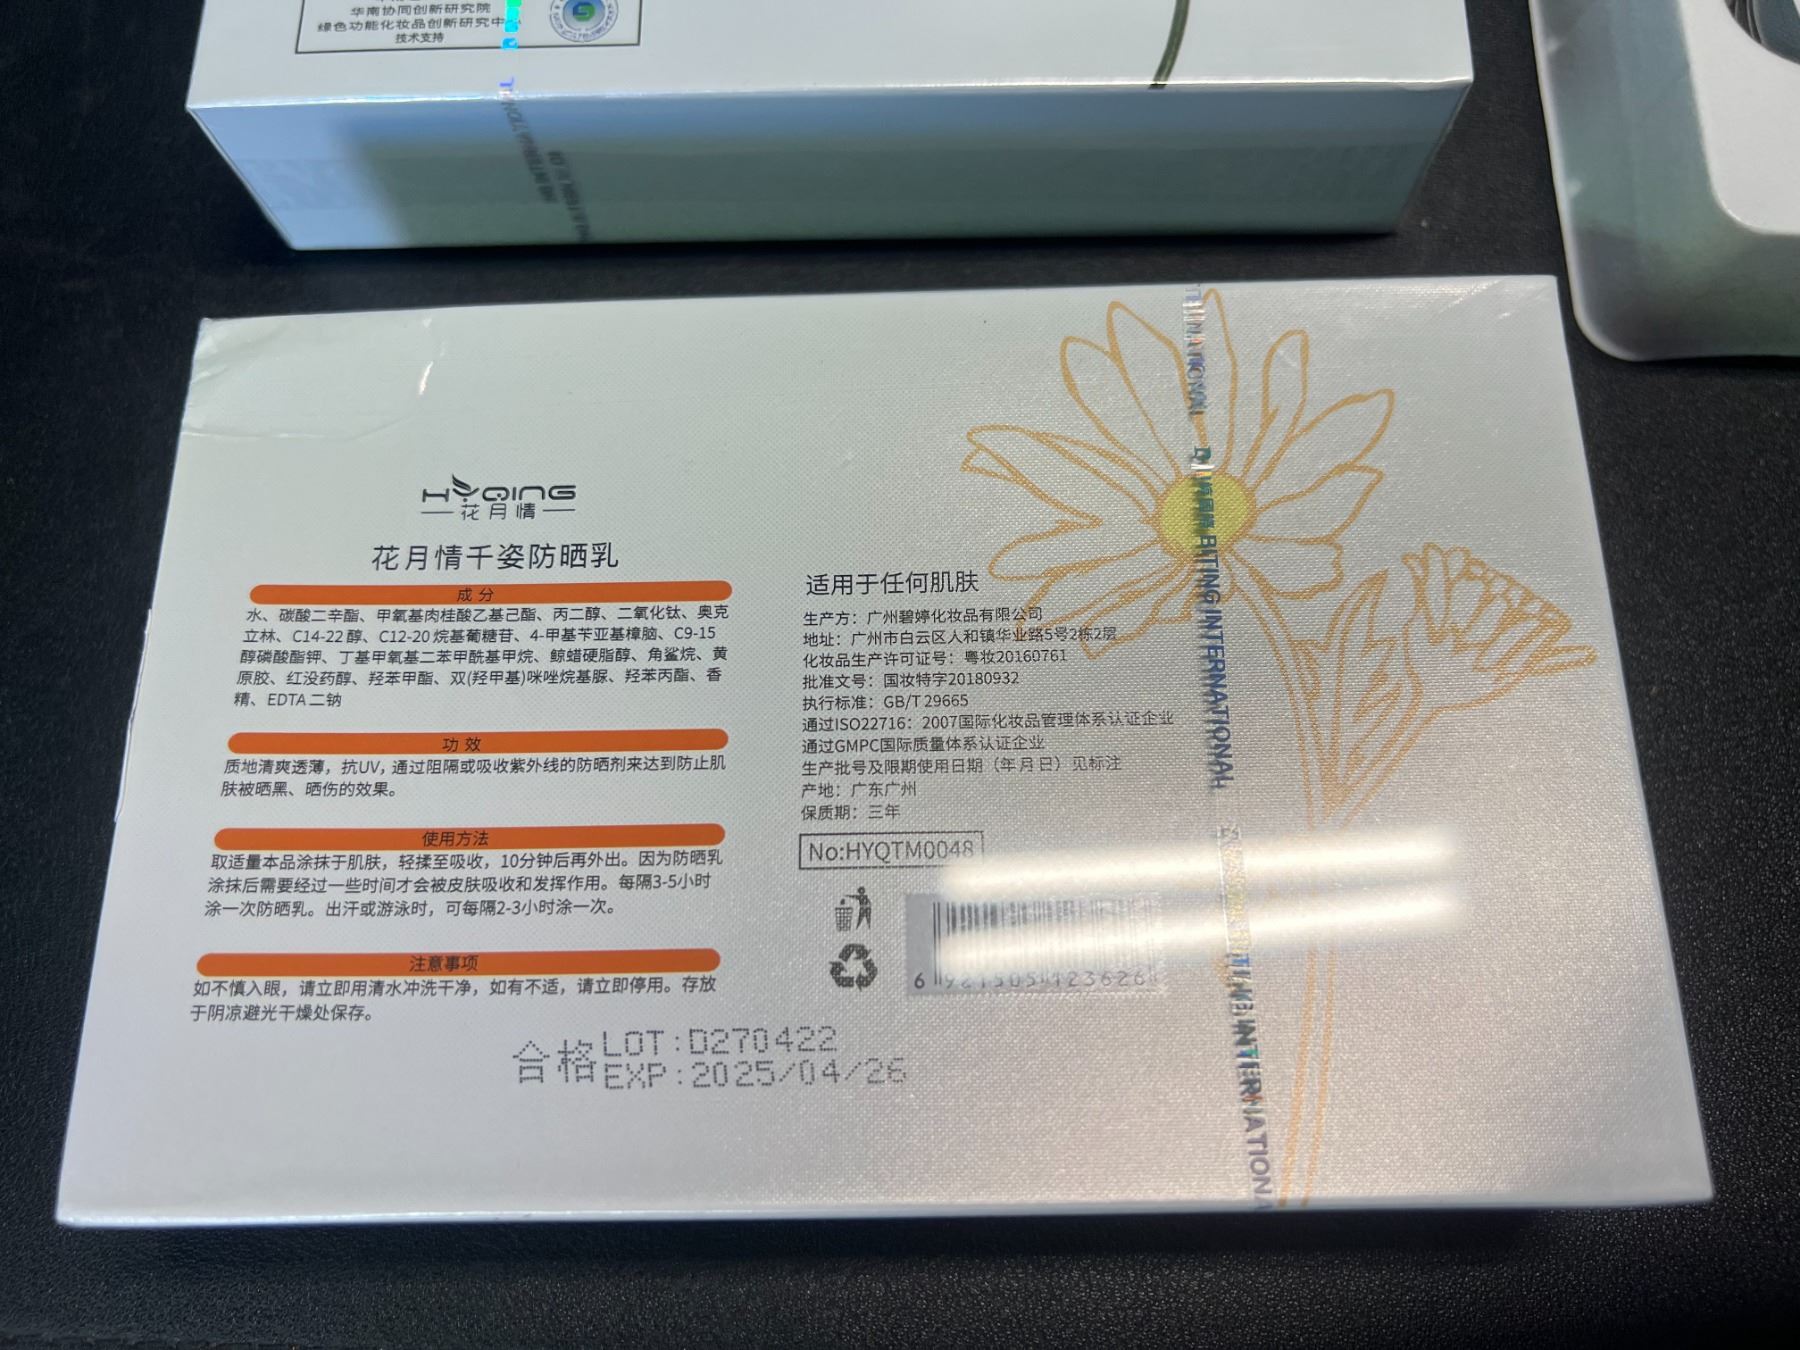 华南协同创新研究院
绿色功能化妆品创新研究中心
技术支持
HYQING
花月情
花月情千姿防晒乳
成分
水、碳酸二辛酯、甲氧基肉桂酸乙基己酯、丙二醇、二氧化钛、奥克
立林、C14-22 醇、C12-20 烷基葡糖苷、4-甲基苄亚基樟脑、C9-15
醇磷酸酯钾、丁基甲氧基二苯甲酰基甲烷、鲸蜡硬脂醇、角鲨烷、黄
原胶、红没药醇、羟苯甲酯、双(羟甲基)咪唑烷基脲、羟苯丙酯、香
精、EDTA 二钠
功效
质地清爽透薄，抗UV，通过阻隔或吸收紫外线的防晒剂来达到防止肌
肤被晒黑、晒伤的效果。
使用方法
取适量本品涂抹于肌肤，轻揉至吸收，10分钟后再外出。因为防晒乳
涂抹后需要经过一些时间才会被皮肤吸收和发挥作用。每隔3-5小时
涂一次防晒乳。出汗或游泳时，可每隔2-3小时涂一次。
注意事项
如不慎入眼，请立即用清水冲洗干净，如有不适，请立即停用。存放
于阴凉避光干燥处保存。
合格 LOT:D270422
EXP:2025/04/26
适用于任何肌肤
生产方：广州碧婷化妆品有限公司
地址：广州市白云区人和镇华业路5号2栋2层
化妆品生产许可证号：粤妆20160761
批准文号：国妆特字20180932
执行标准：GB/T 29665
通过ISO22716：2007国际化妆品管理体系认证企业
通过GMPC国际质量体系认证企业
生产批号及限期使用日期（年月日）见标注
产地：广东广州
保质期：三年
No:HYQTM0048
6 921505 123626
BITING INTERNATIONAL
INTERNATIONAL